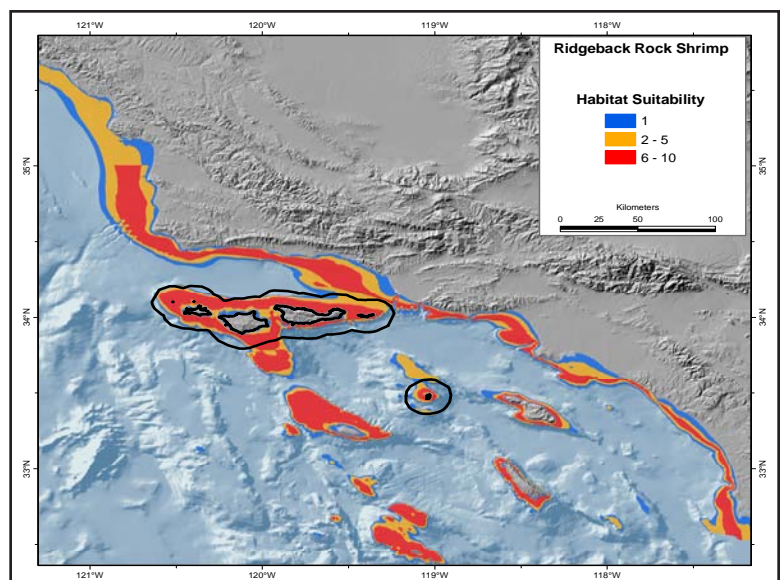 121°W 120°W 119°W 118°W
Ridgeback Rock Shrimp
Habitat Suitability
1
2 - 5
6 - 10
Kilometers
0 25 50 100
35°N 35°N
34°N 34°N
33°N 33°N
121°W 120°W 119°W 118°W